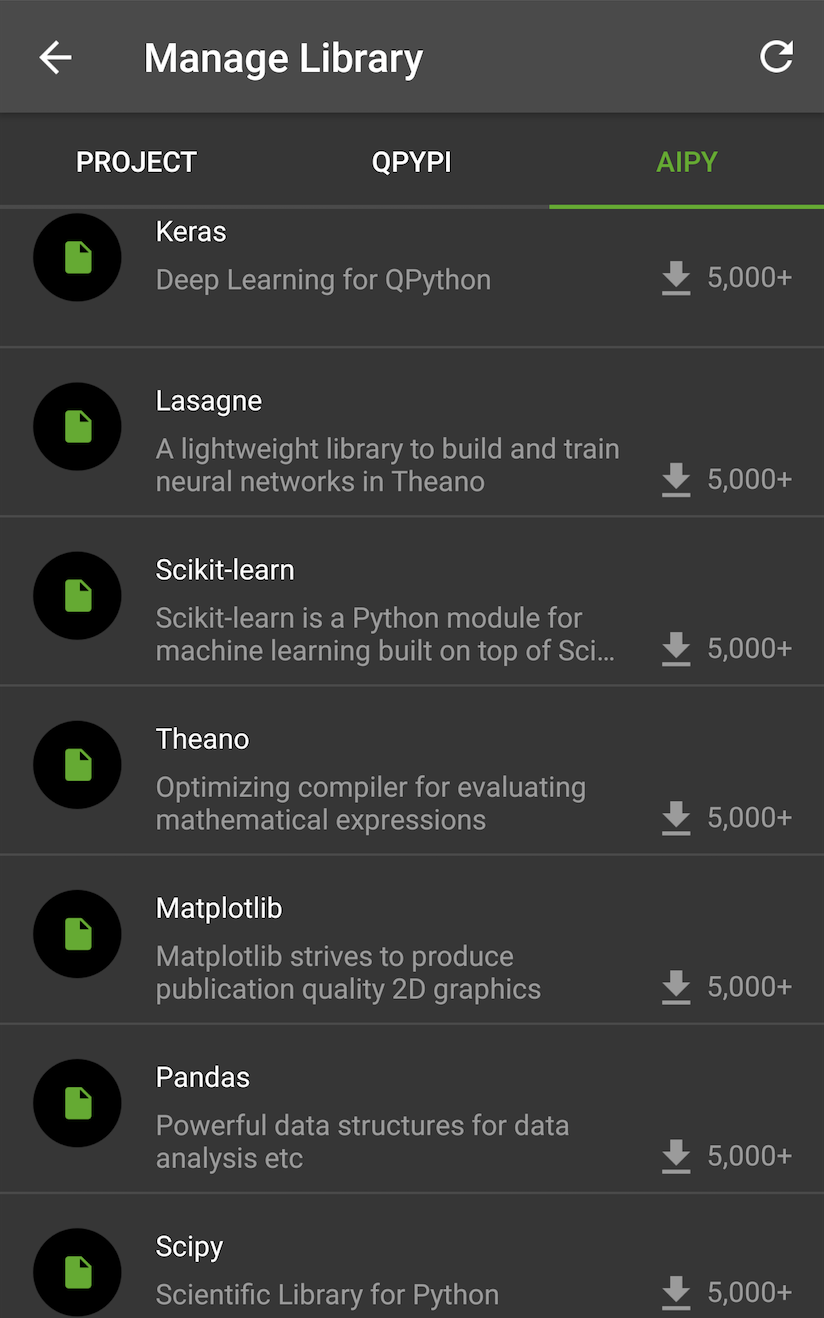 Manage Library
PROJECT
QPYPI
AIPY
Keras
Deep Learning for QPython
5,000+
Lasagne
A lightweight library to build and train
neural networks in Theano
5,000+
Scikit-learn
Scikit-learn is a Python module for
machine learning built on top of Sci...
5,000+
Theano
Optimizing compiler for evaluating
mathematical expressions
5,000+
Matplotlib
Matplotlib strives to produce
publication quality 2D graphics
5,000+
Pandas
Powerful data structures for data
analysis etc
5,000+
Scipy
Scientific Library for Python
5,000+